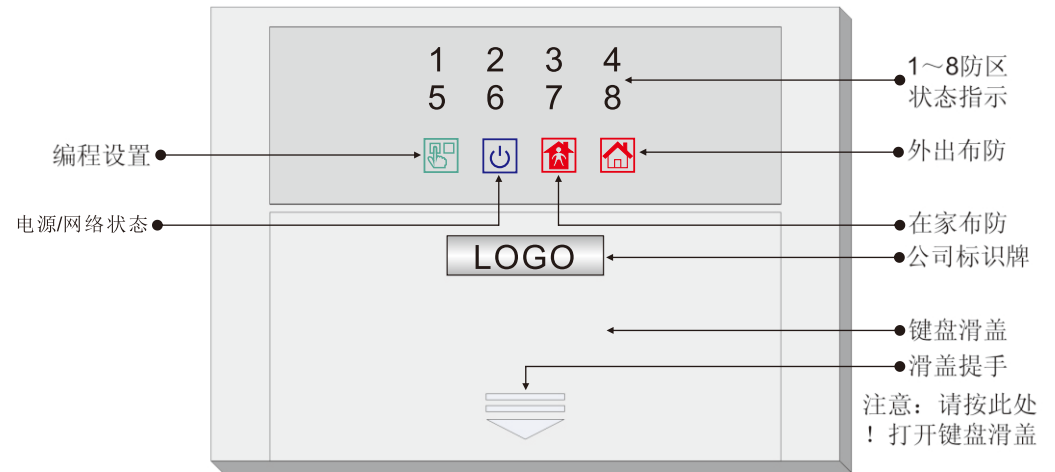 1 2 3 4
5 6 7 8
1～8防区
状态指示
编程设置
外出布防
电源/网络状态
在家布防
LOGO
公司标识牌
键盘滑盖
滑盖提手
注意：请按此处
！打开键盘滑盖